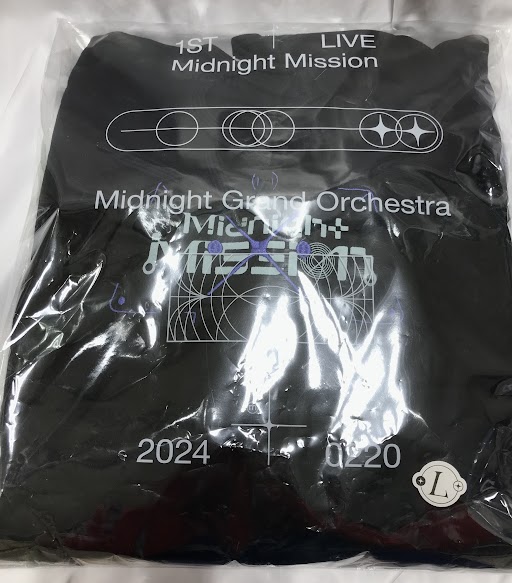 1ST LIVE
Midnight Mission
Midnight Grand Orchestra
Midnight
MISSION
2024 0220
L